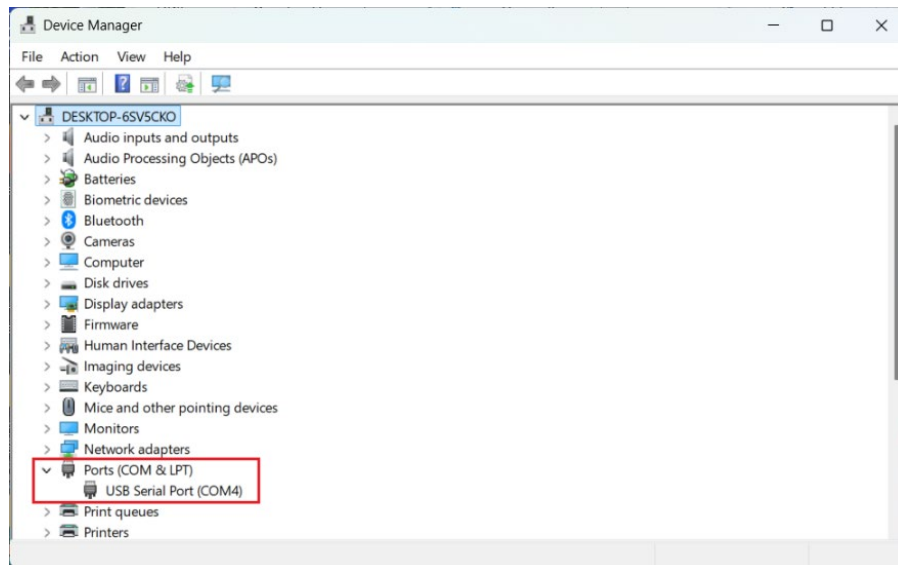 Device Manager
File Action View Help
DESKTOP-6SV5CKO
Audio inputs and outputs
Audio Processing Objects (APOs)
Batteries
Biometric devices
Bluetooth
Cameras
Computer
Disk drives
Display adapters
Firmware
Human Interface Devices
Imaging devices
Keyboards
Mice and other pointing devices
Monitors
Network adapters
Ports (COM & LPT)
USB Serial Port (COM4)
Print queues
Printers